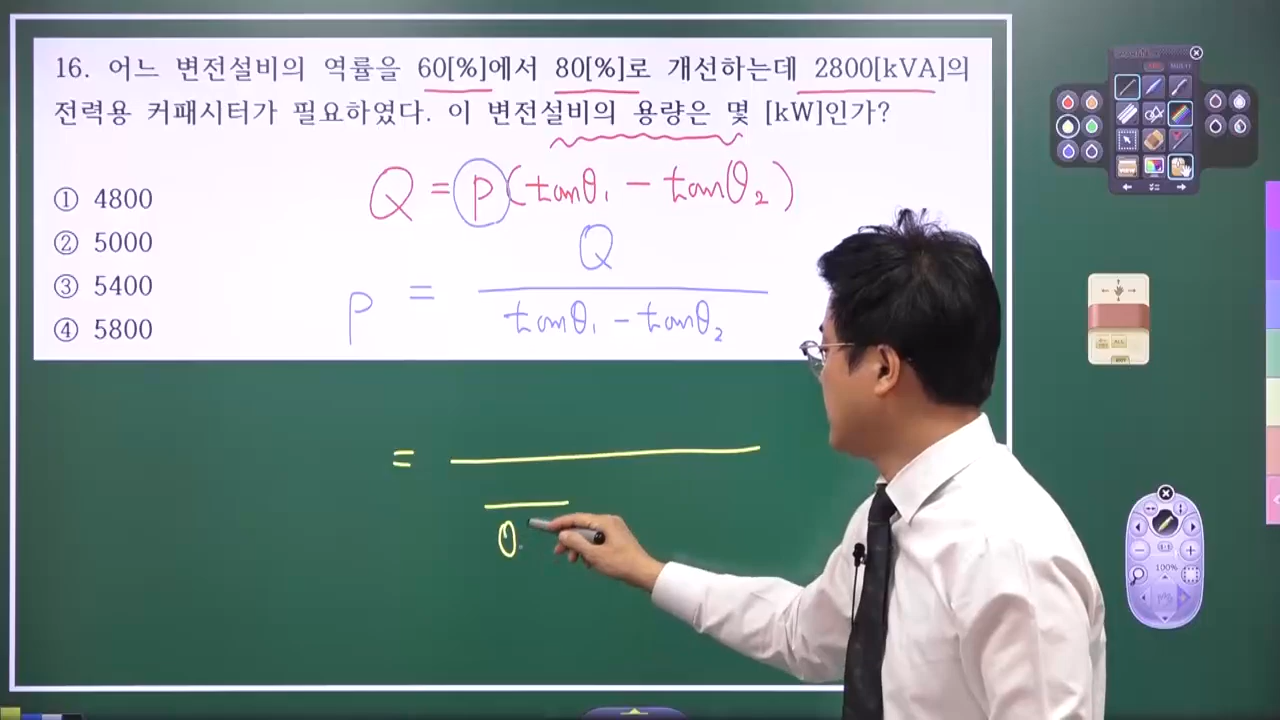 16. 어느 변전설비의 역률을 60[%]에서 80[%]로 개선하는데 2800[kVA]의
전력용 커패시터가 필요하였다. 이 변전설비의 용량은 몇 [kW]인가?
① 4800
② 5000
③ 5400
④ 5800
Q = P(tanθ₁ - tanθ₂)
P = Q / (tanθ₁ - tanθ₂)
=
0.
100%